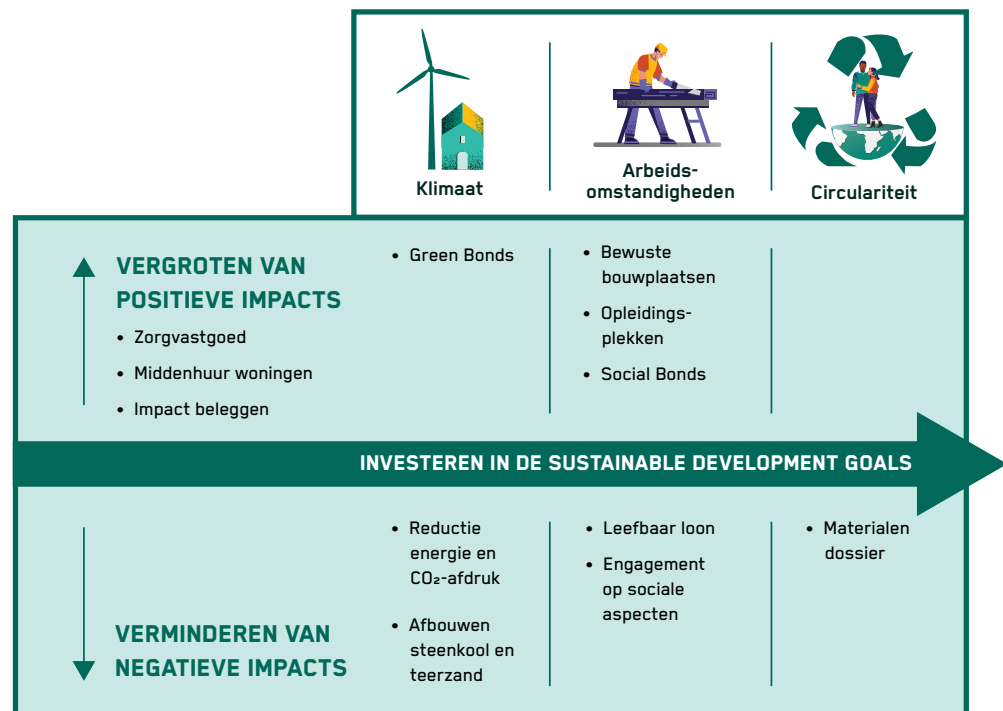 Klimaat
Arbeids-
omstandigheden
Circulariteit
VERGROTEN VAN
POSITIEVE IMPACTS
• Zorgvastgoed
• Middenhuur woningen
• Impact beleggen
• Green Bonds
• Bewuste
bouwplaatsen
• Opleidings-
plekken
• Social Bonds
INVESTEREN IN DE SUSTAINABLE DEVELOPMENT GOALS
VERMINDEREN VAN
NEGATIEVE IMPACTS
• Reductie
energie en
CO₂-afdruk
• Afbouwen
steenkool en
teerzand
• Leefbaar loon
• Engagement
op sociale
aspecten
• Materialen
dossier